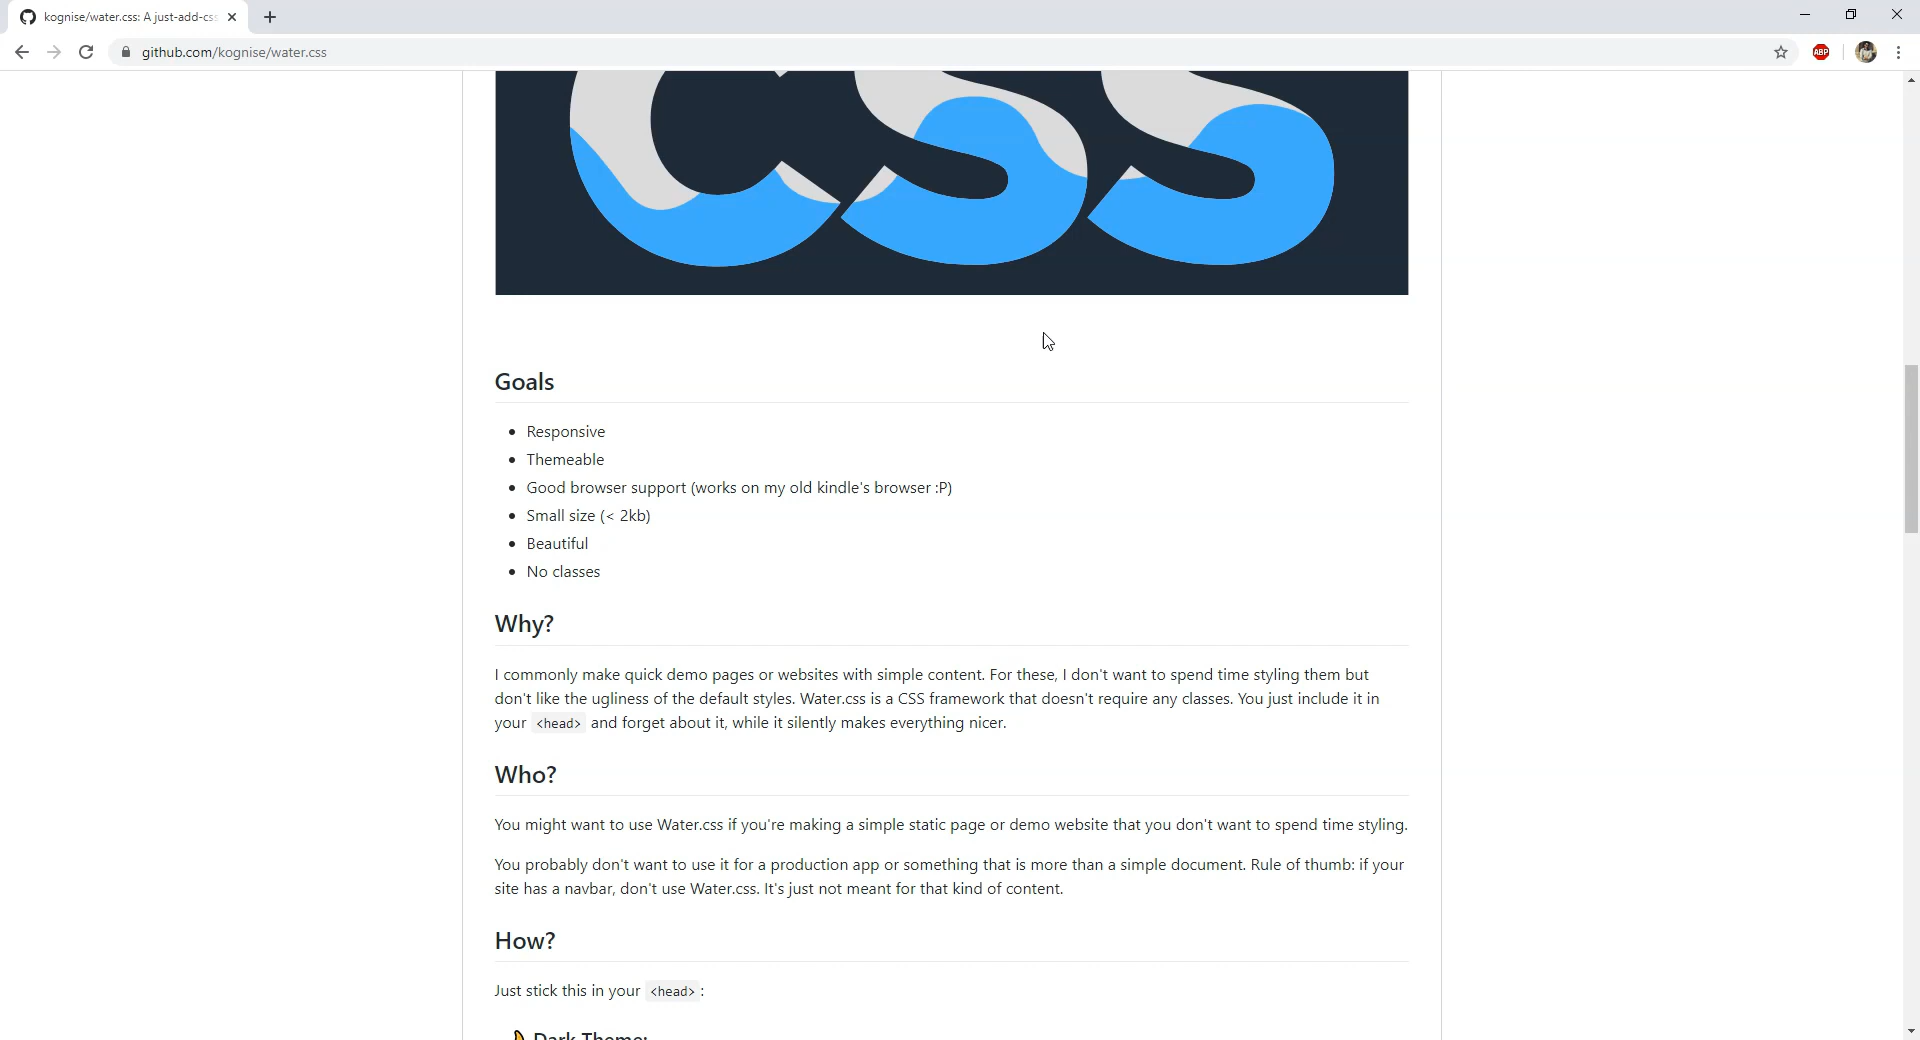 kognise/water.css: A just-add-css
github.com/kognise/water.css
ABP
CSS
Goals
Responsive
Themeable
Good browser support (works on my old kindle's browser :P)
Small size (< 2kb)
Beautiful
No classes
Why?
I commonly make quick demo pages or websites with simple content. For these, I don't want to spend time styling them but
don't like the ugliness of the default styles. Water.css is a CSS framework that doesn't require any classes. You just include it in
your <head> and forget about it, while it silently makes everything nicer.
Who?
You might want to use Water.css if you're making a simple static page or demo website that you don't want to spend time styling.
You probably don't want to use it for a production app or something that is more than a simple document. Rule of thumb: if your
site has a navbar, don't use Water.css. It's just not meant for that kind of content.
How?
Just stick this in your <head> :
Dark Theme: